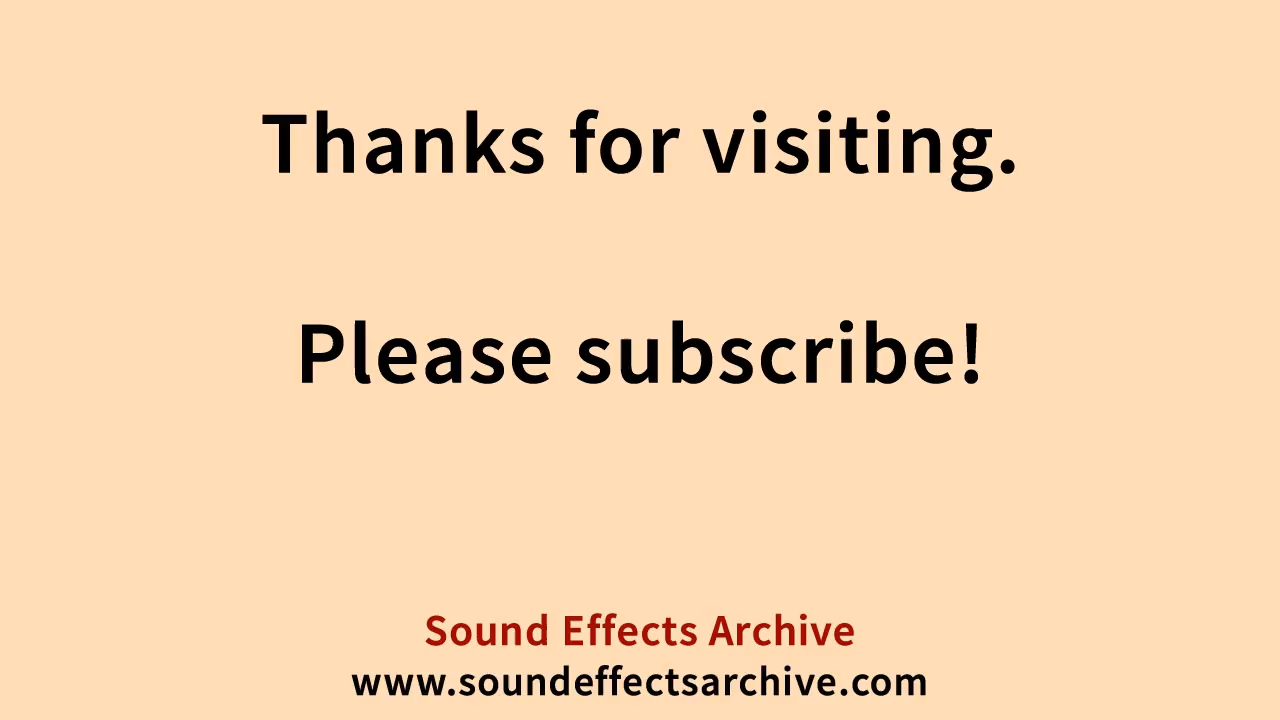 Thanks for visiting.
Please subscribe!
Sound Effects Archive
www.soundeffectsarchive.com